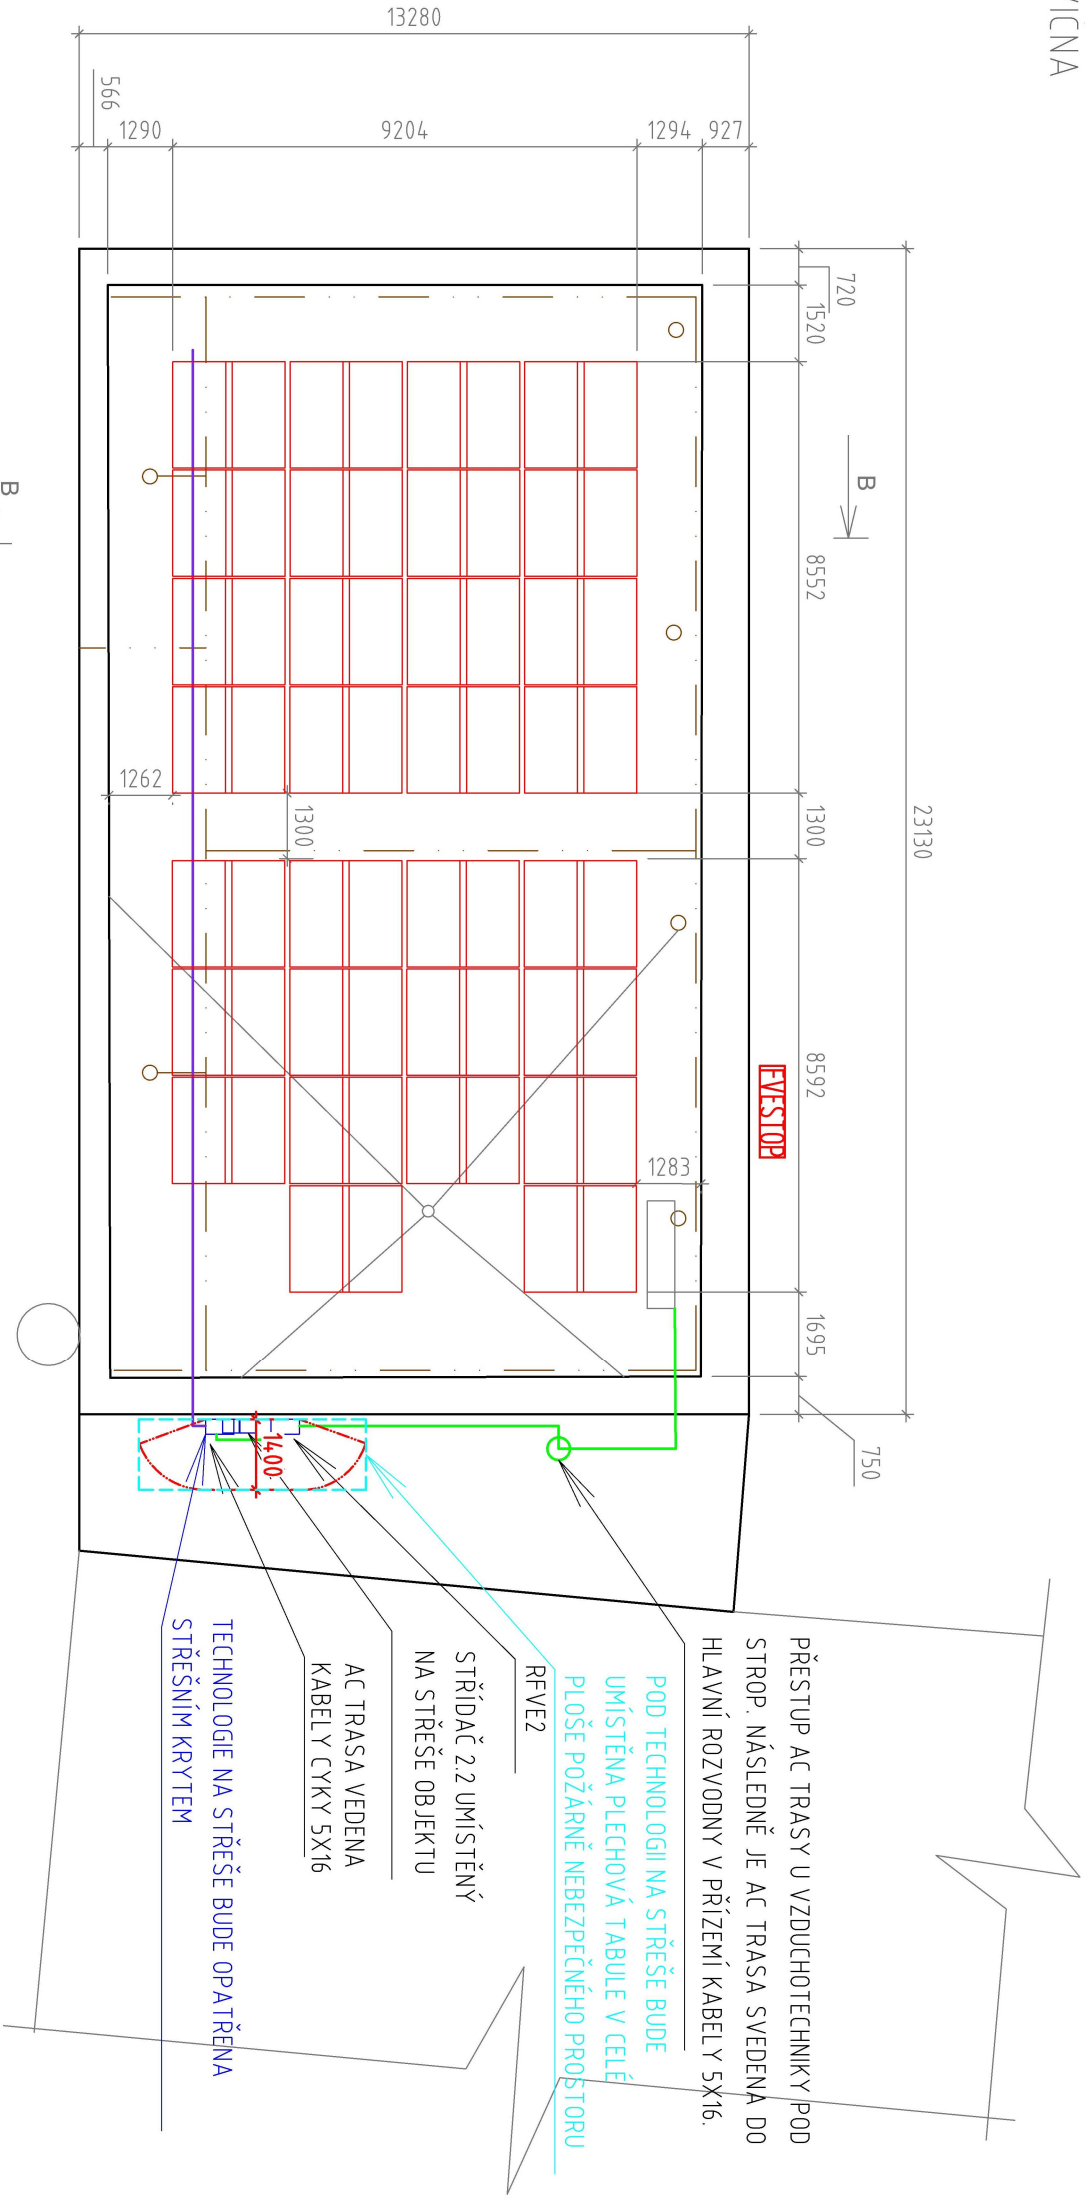 VIČNA
13280
566
1290
9204
1294
927
720
1520
8552
1300
8592
1695
750
23130
B
B
1262
1300
1283
FVESTOP
1400
PŘESTUP AC TRASY U VZDUCHOTECHNIKY POD
STROP. NÁSLEDNĚ JE AC TRASA SVEDENA DO
HLAVNÍ ROZVODNY V PŘÍZEMÍ KABELY 5X16.
POD TECHNOLOGII NA STŘEŠE BUDE
UMÍSTĚNA PLECHOVÁ TABULE V CELÉ
PLOŠE POŽÁRNĚ NEBEZPEČNÉHO PROSTORU
RFVE2
STŘÍDAČ 2.2 UMÍSTĚNÝ
NA STŘEŠE OBJEKTU
AC TRASA VEDENA
KABELY CYKY 5X16
TECHNOLOGIE NA STŘEŠE BUDE OPATŘENA
STŘEŠNÍM KRYTEM